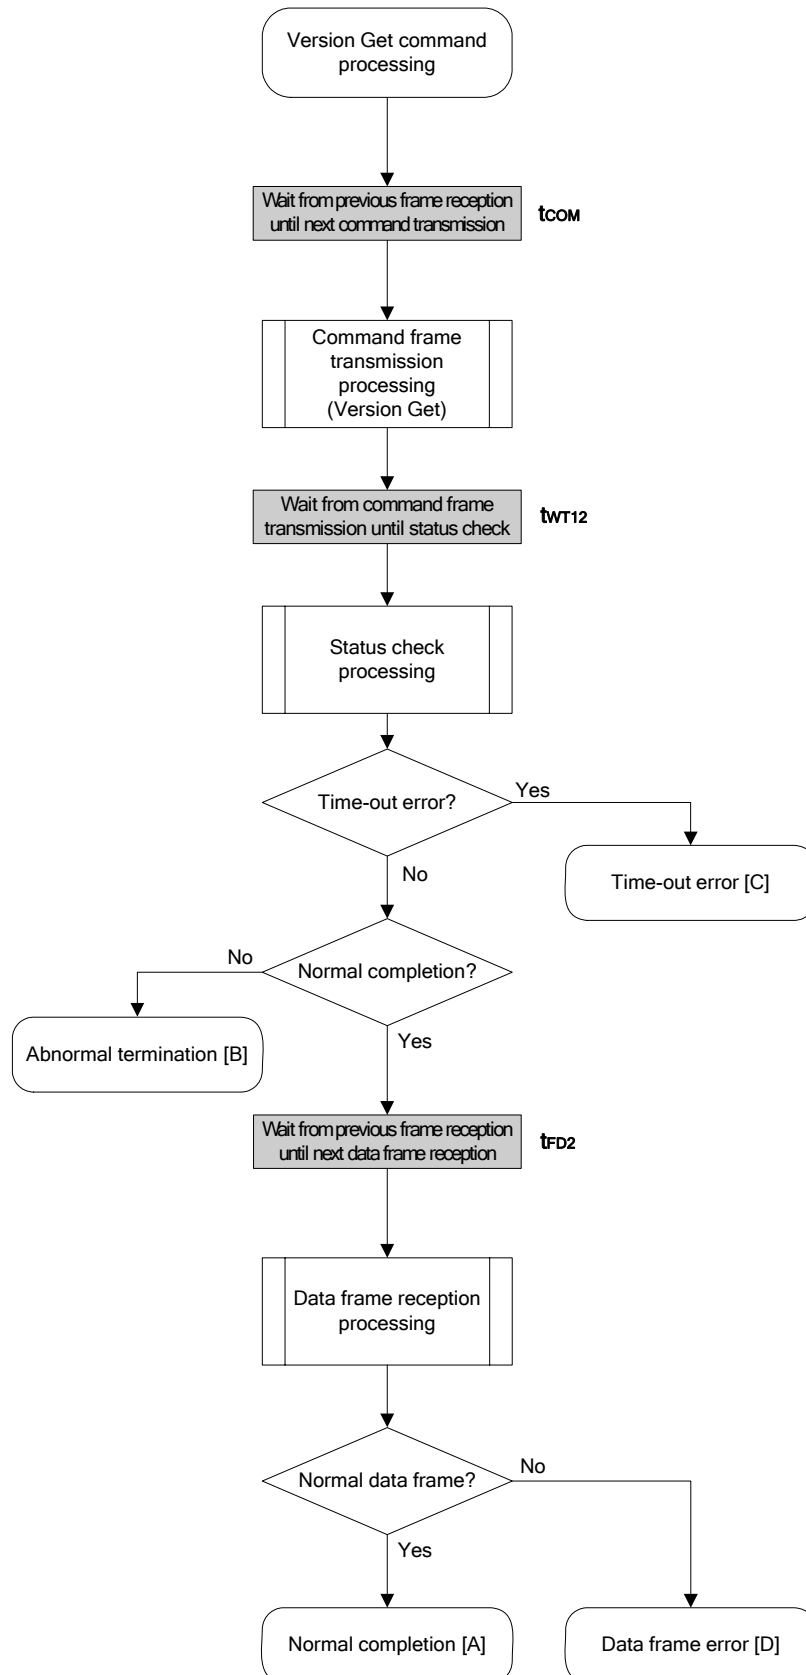 Version Get command
processing
Wait from previous frame reception
until next command transmission
tCOM
Command frame
transmission
processing
(Version Get)
Wait from command frame
transmission until status check
tWT12
Status check
processing
Time-out error?
Yes
Time-out error [C]
No
No
Normal completion?
Abnormal termination [B]
Yes
Wait from previous frame reception
until next data frame reception
tFD2
Data frame reception
processing
Normal data frame?
No
Yes
Normal completion [A]
Data frame error [D]